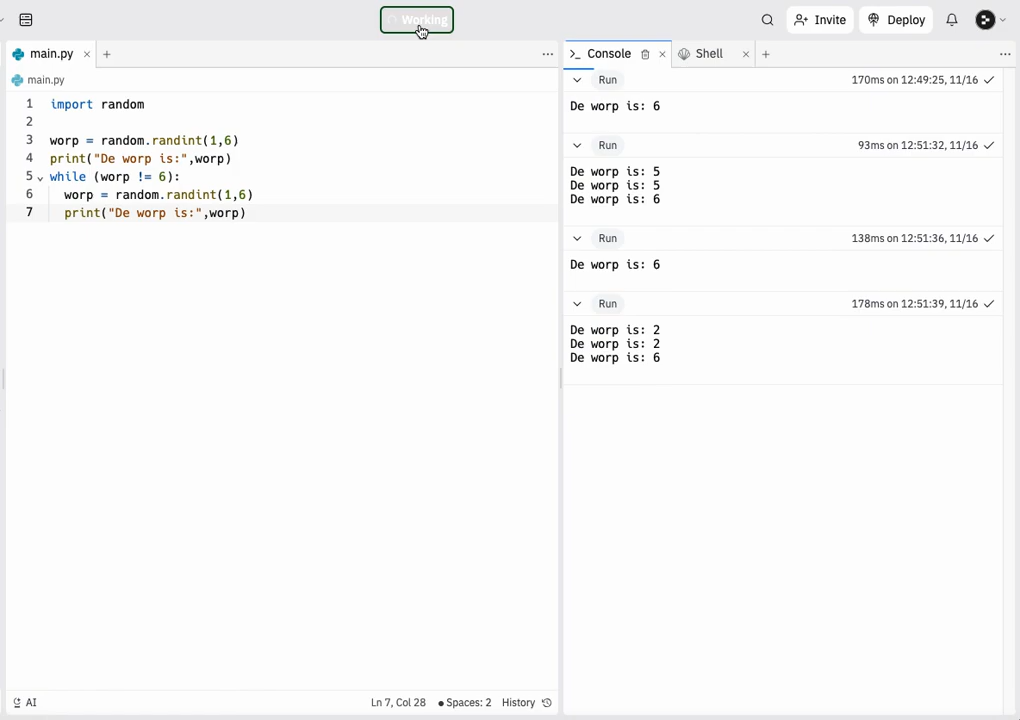 Working
Invite
Deploy
main.py
Console
Shell
main.py
1 import random
2
3 worp = random.randint(1,6)
4 print("De worp is:",worp)
5 while (worp != 6):
6 worp = random.randint(1,6)
7 print("De worp is:",worp)
Run 170ms on 12:49:25, 11/16
De worp is: 6
Run 93ms on 12:51:32, 11/16
De worp is: 5
De worp is: 5
De worp is: 6
Run 138ms on 12:51:36, 11/16
De worp is: 6
Run 178ms on 12:51:39, 11/16
De worp is: 2
De worp is: 2
De worp is: 6
AI
Ln 7, Col 28 Spaces: 2 History